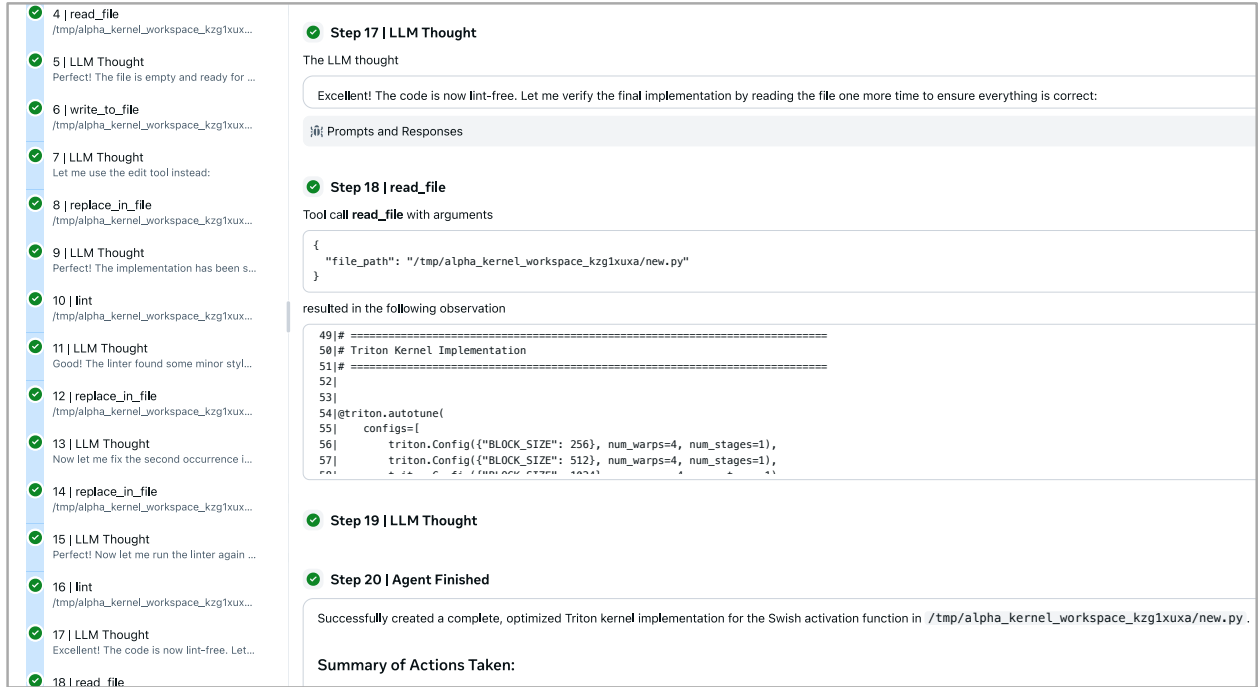 4 | read_file
/tmp/alpha_kernel_workspace_kzg1xux...
5 | LLM Thought
Perfect! The file is empty and ready for ...
6 | write_to_file
/tmp/alpha_kernel_workspace_kzg1xux...
7 | LLM Thought
Let me use the edit tool instead:
8 | replace_in_file
/tmp/alpha_kernel_workspace_kzg1xux...
9 | LLM Thought
Perfect! The implementation has been s...
10 | lint
/tmp/alpha_kernel_workspace_kzg1xux...
11 | LLM Thought
Good! The linter found some minor styl...
12 | replace_in_file
/tmp/alpha_kernel_workspace_kzg1xux...
13 | LLM Thought
Now let me fix the second occurrence i...
14 | replace_in_file
/tmp/alpha_kernel_workspace_kzg1xux...
15 | LLM Thought
Perfect! Now let me run the linter again ...
16 | lint
/tmp/alpha_kernel_workspace_kzg1xux...
17 | LLM Thought
Excellent! The code is now lint-free. Let...
18 | read_file
Step 17 | LLM Thought
The LLM thought
Excellent! The code is now lint-free. Let me verify the final implementation by reading the file one more time to ensure everything is correct:
Prompts and Responses
Step 18 | read_file
Tool call read_file with arguments
{
"file_path": "/tmp/alpha_kernel_workspace_kzg1xuxa/new.py"
}
resulted in the following observation
49|# ============================================================================
50|# Triton Kernel Implementation
51|# ============================================================================
52|
53|
54|@triton.autotune(
55|    configs=[
56|        triton.Config({"BLOCK_SIZE": 256}, num_warps=4, num_stages=1),
57|        triton.Config({"BLOCK_SIZE": 512}, num_warps=4, num_stages=1),
Step 19 | LLM Thought
Step 20 | Agent Finished
Successfully created a complete, optimized Triton kernel implementation for the Swish activation function in /tmp/alpha_kernel_workspace_kzg1xuxa/new.py .
Summary of Actions Taken: